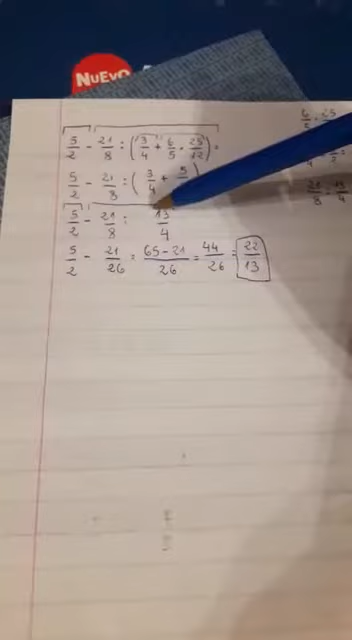 NUEVO
5/2 - 21/8 : (3/4 + 6/5 · 25/12) =
5/2 - 21/8 : (3/4 + 5/
5/2 - 21/8 : 13/4
5/2 - 21/26 = 65-21/26 = 44/26 = 22/13
21/8 : 13/4